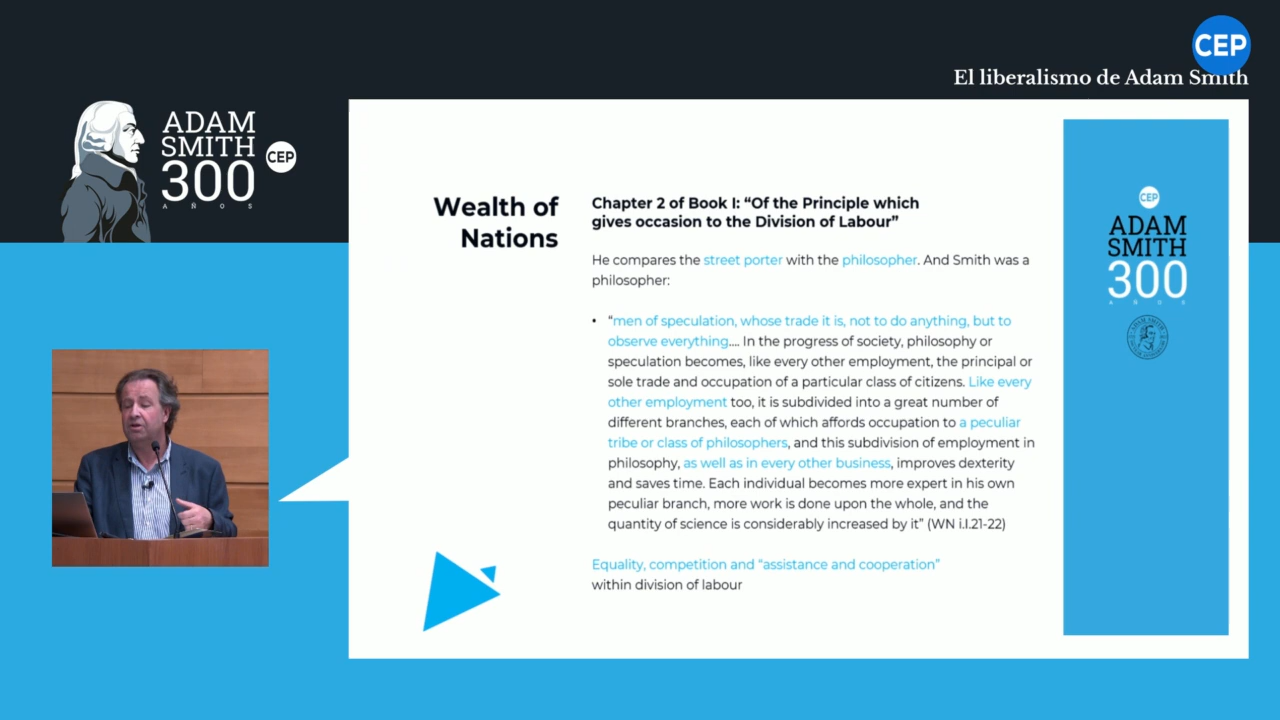 CEP
El liberalismo de Adam Smith
ADAM
SMITH
300
AÑOS
CEP
Wealth of
Nations
Chapter 2 of Book I: “Of the Principle which
gives occasion to the Division of Labour”
He compares the street porter with the philosopher. And Smith was a
philosopher:
• “men of speculation, whose trade it is, not to do anything, but to
observe everything.... In the progress of society, philosophy or
speculation becomes, like every other employment, the principal or
sole trade and occupation of a particular class of citizens. Like every
other employment too, it is subdivided into a great number of
different branches, each of which affords occupation to a peculiar
tribe or class of philosophers, and this subdivision of employment in
philosophy, as well as in every other business, improves dexterity
and saves time. Each individual becomes more expert in his own
peculiar branch, more work is done upon the whole, and the
quantity of science is considerably increased by it” (WN i.I.21-22)
Equality, competition and “assistance and cooperation”
within division of labour
CEP
ADAM
SMITH
300
AÑOS